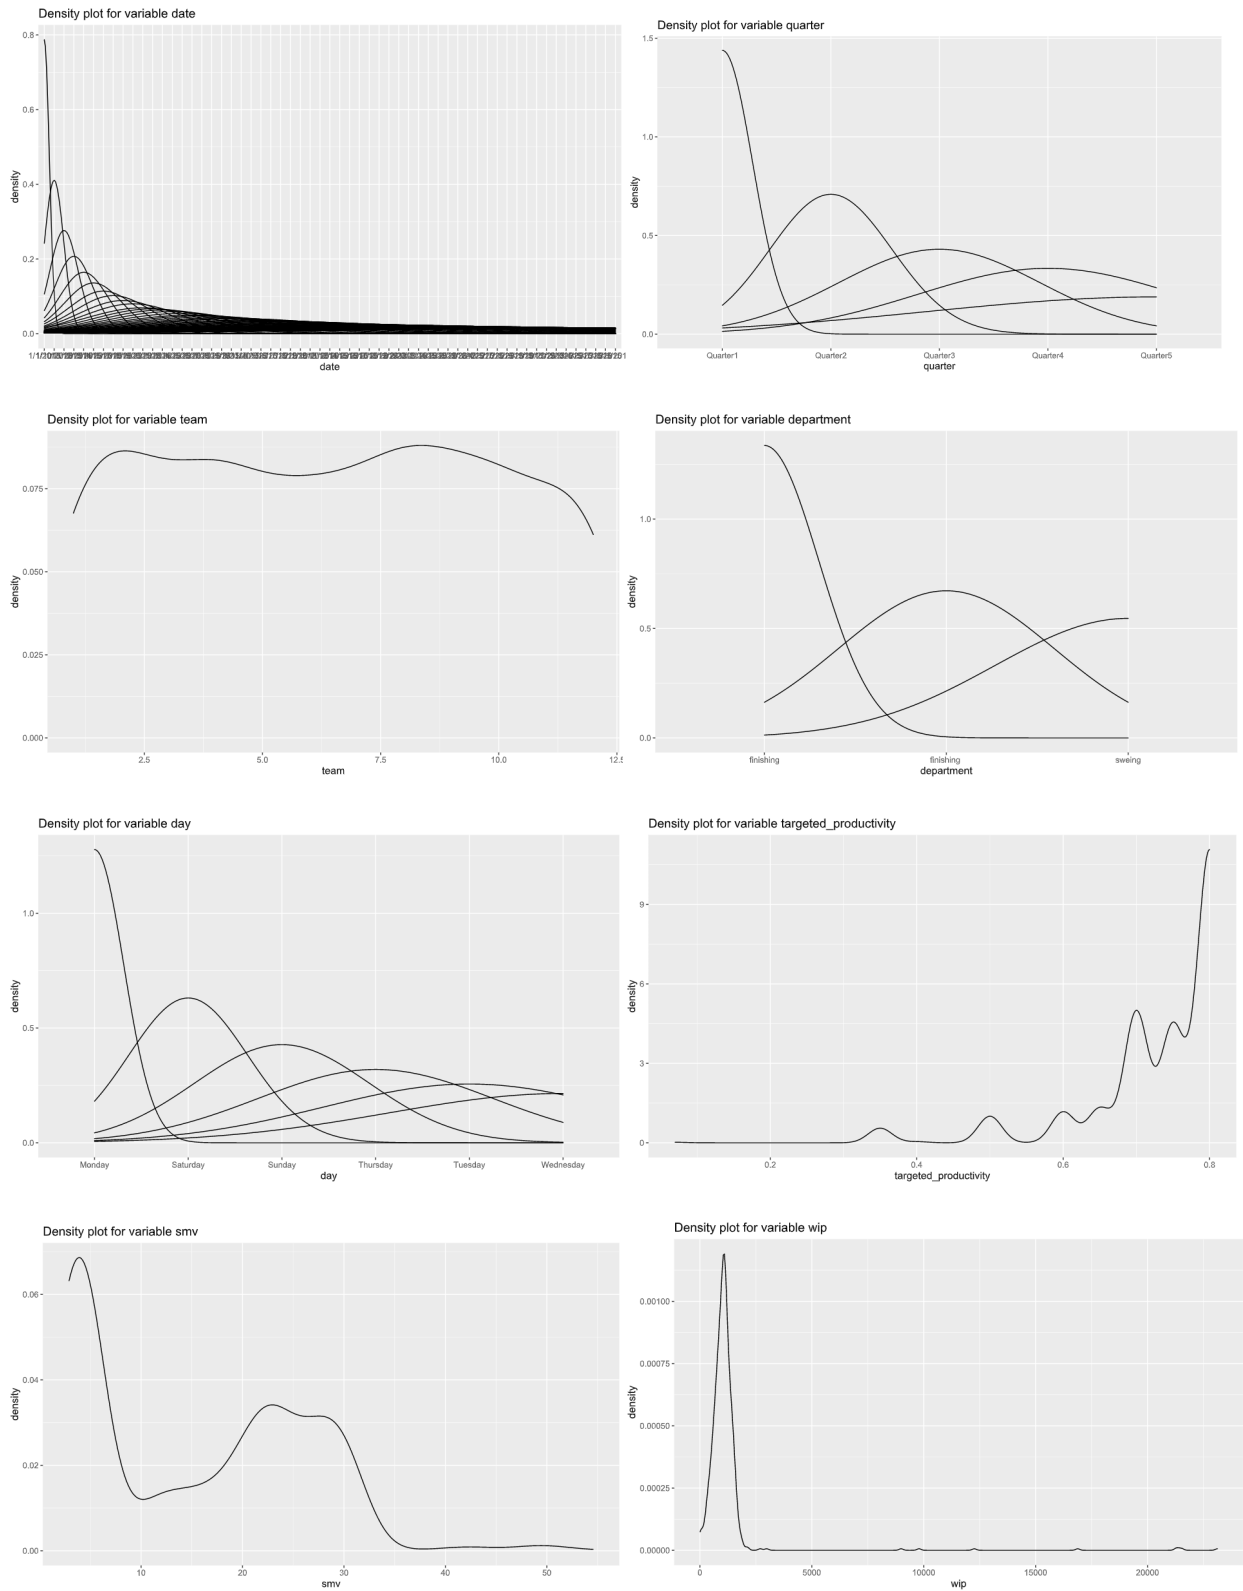 Density plot for variable date
0.8
0.6
0.4
0.2
0.0
density
date
Density plot for variable quarter
1.5
1.0
0.5
0.0
density
Quarter1 Quarter2 Quarter3 Quarter4 Quarter5
quarter
Density plot for variable team
0.075
0.050
0.025
0.000
density
2.5 5.0 7.5 10.0 12.5
team
Density plot for variable department
1.0
0.5
0.0
density
finishing finishing sweing
department
Density plot for variable day
1.0
0.5
0.0
density
Monday Saturday Sunday Thursday Tuesday Wednesday
day
Density plot for variable targeted_productivity
9
6
3
0
density
0.2 0.4 0.6 0.8
targeted_productivity
Density plot for variable smv
0.06
0.04
0.02
0.00
density
10 20 30 40 50
smv
Density plot for variable wip
0.00100
0.00075
0.00050
0.00025
0.00000
density
0 5000 10000 15000 20000
wip